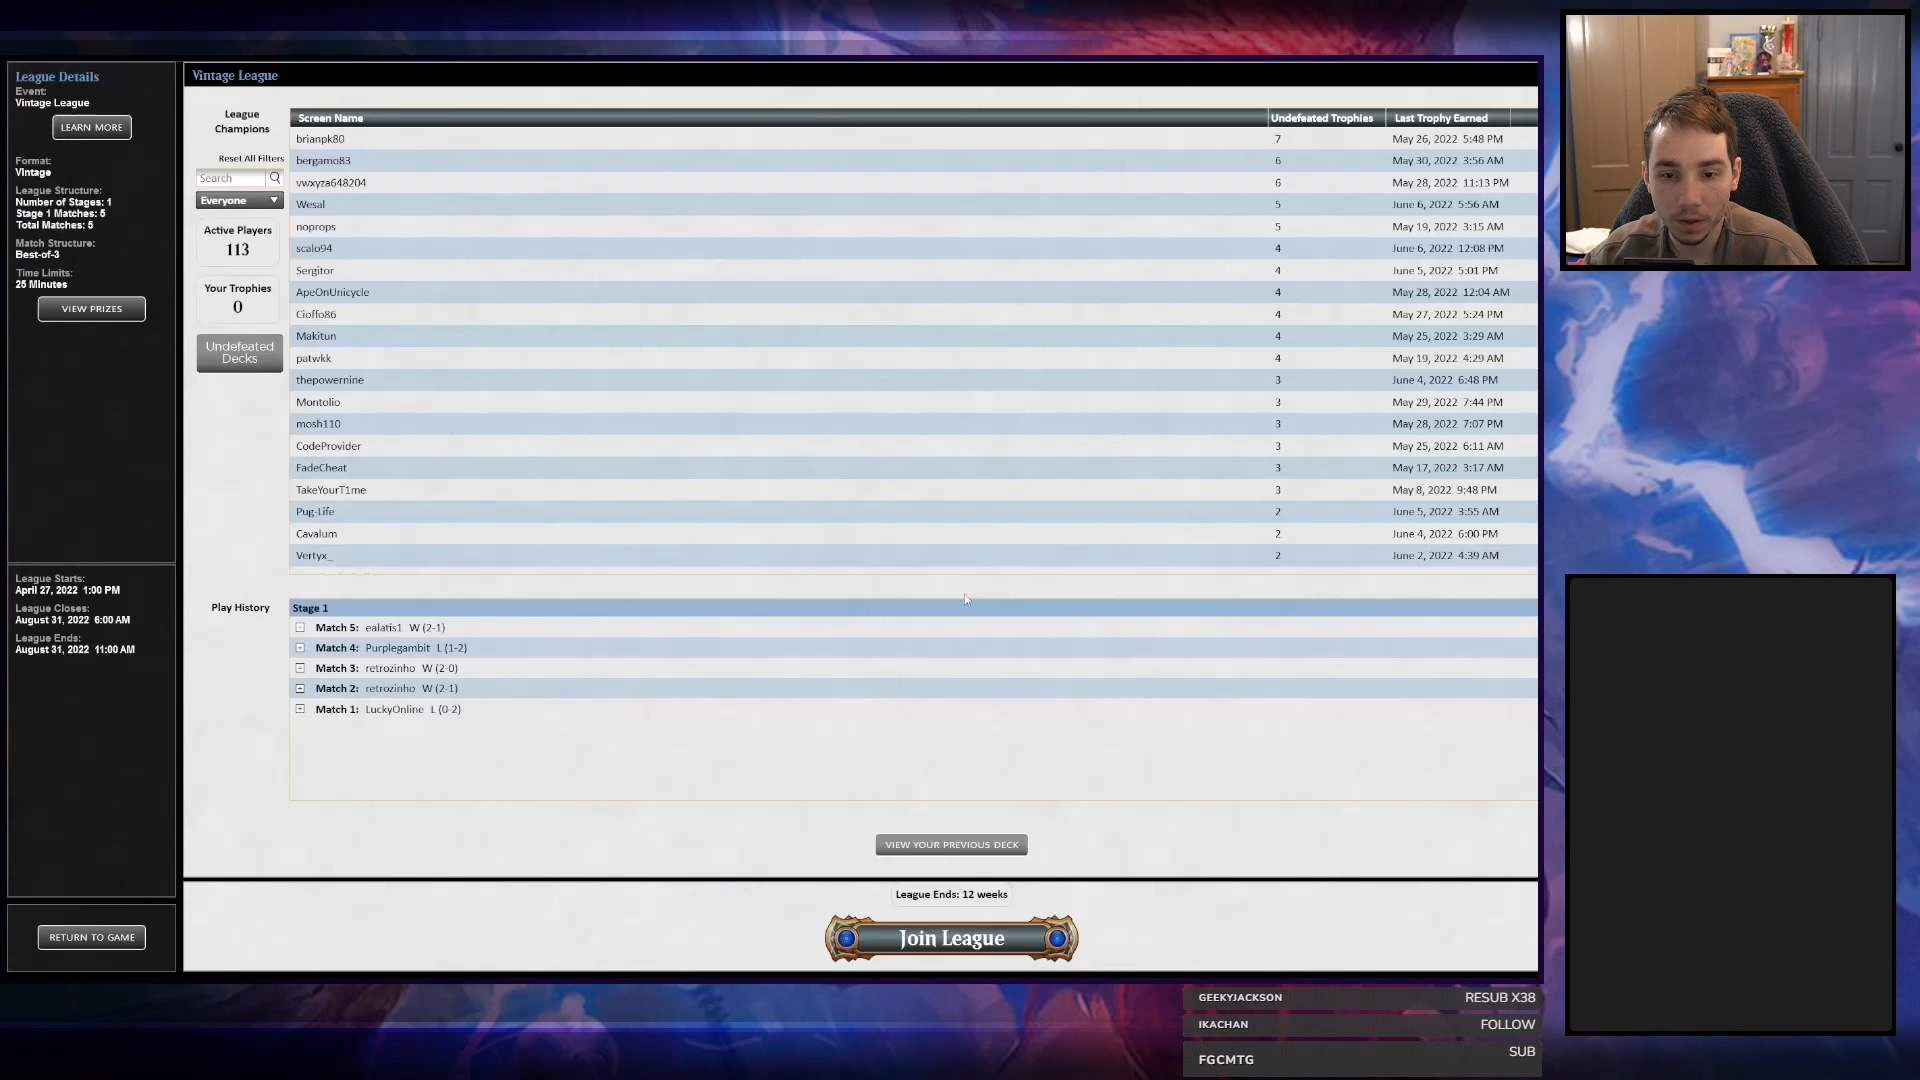 League Details
Event:
Vintage League
LEARN MORE
Format:
Vintage
League Structure:
Number of Stages: 1
Stage 1 Matches: 5
Total Matches: 5
Match Structure:
Best-of-3
Time Limits:
25 Minutes
VIEW PRIZES
League Starts:
April 27, 2022 1:00 PM
League Closes:
August 31, 2022 6:00 AM
League Ends:
August 31, 2022 11:00 AM
RETURN TO GAME
Vintage League
League
Champions
Reset All Filters
Search
Everyone
Active Players
113
Your Trophies
0
Undefeated
Decks
Screen Name Undefeated Trophies Last Trophy Earned
brianpk80 7 May 26, 2022 5:48 PM
bergamo83 6 May 30, 2022 3:56 AM
vwxyza648204 6 May 28, 2022 11:13 PM
Wesal 5 June 6, 2022 5:56 AM
noprops 5 May 19, 2022 3:15 AM
scalo94 4 June 6, 2022 12:08 PM
Sergitor 4 June 5, 2022 5:01 PM
ApeOnUnicycle 4 May 28, 2022 12:04 AM
Cioffo86 4 May 27, 2022 5:24 PM
Makitun 4 May 25, 2022 3:29 AM
patwkk 4 May 19, 2022 4:29 AM
thepowernine 3 June 4, 2022 6:48 PM
Montolio 3 May 29, 2022 7:44 PM
mosh110 3 May 28, 2022 7:07 PM
CodeProvider 3 May 25, 2022 6:11 AM
FadeCheat 3 May 17, 2022 3:17 AM
TakeYourT1me 3 May 8, 2022 9:48 PM
Pug-Life 2 June 5, 2022 3:55 AM
Cavalum 2 June 4, 2022 6:00 PM
Vertyx_ 2 June 2, 2022 4:39 AM
Play History
Stage 1
Match 5: ealatis1 W (2-1)
Match 4: Purplegambit L (1-2)
Match 3: retrozinho W (2-0)
Match 2: retrozinho W (2-1)
Match 1: LuckyOnline L (0-2)
VIEW YOUR PREVIOUS DECK
League Ends: 12 weeks
Join League
GEEKYJACKSON RESUB X38
IKACHAN FOLLOW
FGCMTG SUB